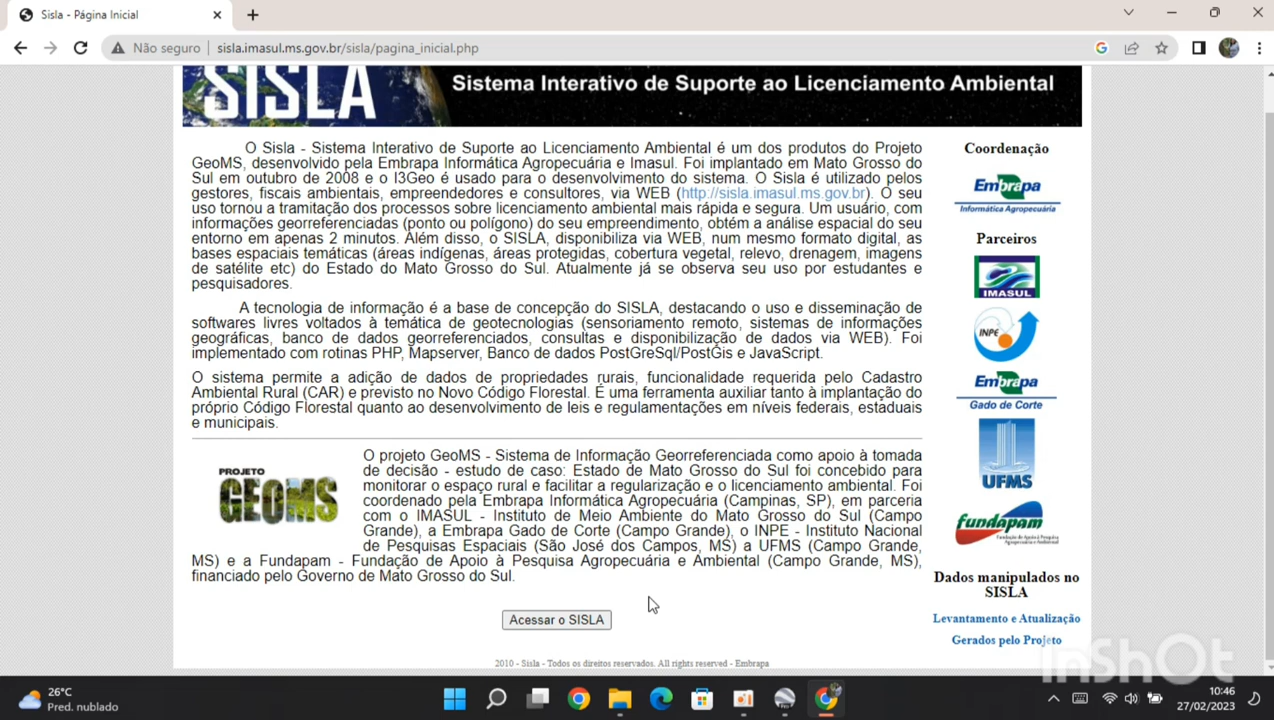 Sisla - Página Inicial
Não seguro
sisla.imasul.ms.gov.br/sisla/pagina_inicial.php
SISLA
Sistema Interativo de Suporte ao Licenciamento Ambiental
O Sisla - Sistema Interativo de Suporte ao Licenciamento Ambiental é um dos produtos do Projeto
GeoMS, desenvolvido pela Embrapa Informática Agropecuária e Imasul. Foi implantado em Mato Grosso do
Sul em outubro de 2008 e o I3Geo é usado para o desenvolvimento do sistema. O Sisla é utilizado pelos
gestores, fiscais ambientais, empreendedores e consultores, via WEB (http://sisla.imasul.ms.gov.br). O seu
uso tornou a tramitação dos processos sobre licenciamento ambiental mais rápida e segura. Um usuário, com
informações georreferenciadas (ponto ou polígono) do seu empreendimento, obtém a análise espacial do seu
entorno em apenas 2 minutos. Além disso, o SISLA, disponibiliza via WEB, num mesmo formato digital, as
bases espaciais temáticas (áreas indígenas, áreas protegidas, cobertura vegetal, relevo, drenagem, imagens
de satélite etc) do Estado do Mato Grosso do Sul. Atualmente já se observa seu uso por estudantes e
pesquisadores.
A tecnologia de informação é a base de concepção do SISLA, destacando o uso e disseminação de
softwares livres voltados à temática de geotecnologias (sensoriamento remoto, sistemas de informações
geográficas, banco de dados georreferenciados, consultas e disponibilização de dados via WEB). Foi
implementado com rotinas PHP, Mapserver, Banco de dados PostGreSql/PostGis e JavaScript.
O sistema permite a adição de dados de propriedades rurais, funcionalidade requerida pelo Cadastro
Ambiental Rural (CAR) e previsto no Novo Código Florestal. É uma ferramenta auxiliar tanto à implantação do
próprio Código Florestal quanto ao desenvolvimento de leis e regulamentações em níveis federais, estaduais
e municipais.
PROJETO
GEOMS
O projeto GeoMS - Sistema de Informação Georreferenciada como apoio à tomada
de decisão - estudo de caso: Estado de Mato Grosso do Sul foi concebido para
monitorar o espaço rural e facilitar a regularização e o licenciamento ambiental. Foi
coordenado pela Embrapa Informática Agropecuária (Campinas, SP), em parceria
com o IMASUL - Instituto de Meio Ambiente do Mato Grosso do Sul (Campo
Grande), a Embrapa Gado de Corte (Campo Grande), o INPE - Instituto Nacional
de Pesquisas Espaciais (São José dos Campos, MS) a UFMS (Campo Grande,
MS) e a Fundapam - Fundação de Apoio à Pesquisa Agropecuária e Ambiental (Campo Grande, MS),
financiado pelo Governo de Mato Grosso do Sul.
Acessar o SISLA
2010 - Sisla - Todos os direitos reservados. All rights reserved - Embrapa
Coordenação
Embrapa
Informática Agropecuária
Parceiros
IMASUL
INPE
Embrapa
Gado de Corte
UFMS
fundapam
Fundação de Apoio à Pesquisa
Agropecuária e Ambiental
Dados manipulados no
SISLA
Levantamento e Atualização
Gerados pelo Projeto
InShOt
26°C
Pred. nublado
10:46
27/02/2023